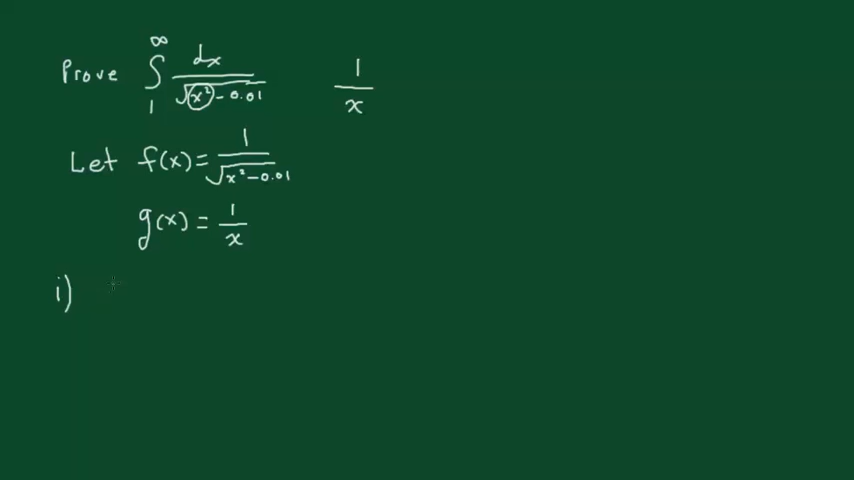 Prove ∫₁^∞ dx/√(x² - 0.01) 1/x
Let f(x) = 1/√(x² - 0.01)
g(x) = 1/x
i)